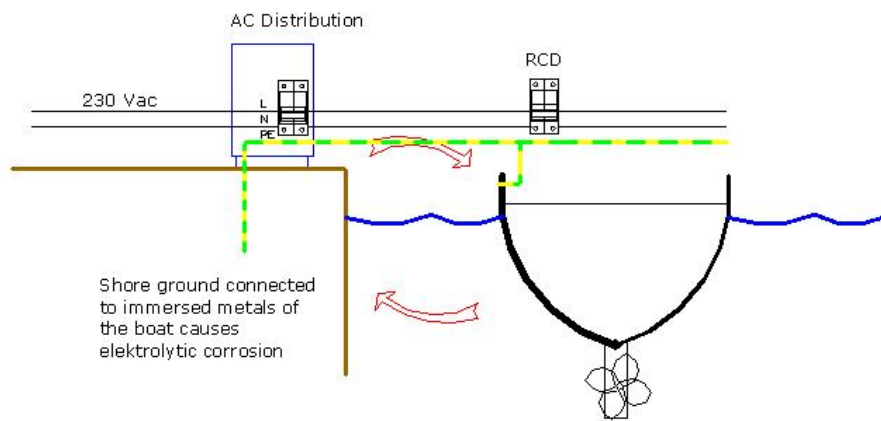 AC Distribution
RCD
230 Vac
L
N
PE
Shore ground connected
to immersed metals of
the boat causes
elektrolytic corrosion